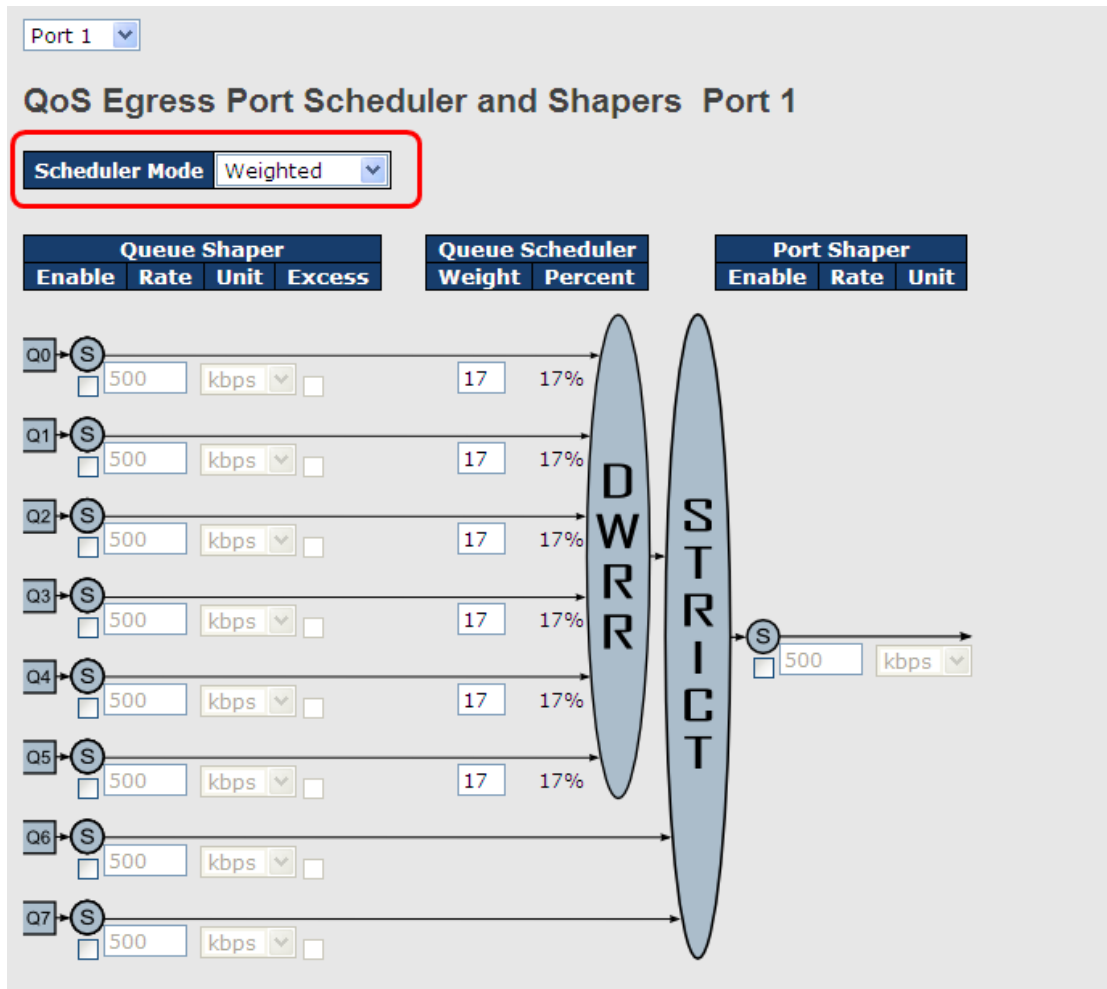 Port 1
QoS Egress Port Scheduler and Shapers Port 1
Scheduler Mode Weighted
Queue Shaper Queue Scheduler Port Shaper
Enable Rate Unit Excess Weight Percent Enable Rate Unit
Q0 S
500 kbps 17 17%
Q1 S
500 kbps 17 17%
Q2 S
500 kbps 17 17%
Q3 S
500 kbps 17 17%
Q4 S
500 kbps 17 17%
Q5 S
500 kbps 17 17%
Q6 S
500 kbps
Q7 S
500 kbps
DWRR
STRICT
S
500 kbps